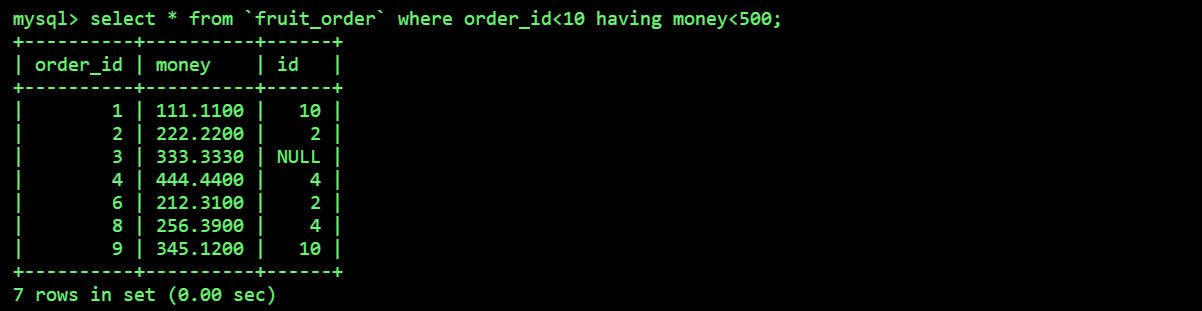 mysql> select * from `fruit_order` where order_id<10 having money<500;
+----------+----------+------+
| order_id | money    | id   |
+----------+----------+------+
|        1 | 111.1100 |   10 |
|        2 | 222.2200 |    2 |
|        3 | 333.3330 | NULL |
|        4 | 444.4400 |    4 |
|        6 | 212.3100 |    2 |
|        8 | 256.3900 |    4 |
|        9 | 345.1200 |   10 |
+----------+----------+------+
7 rows in set (0.00 sec)